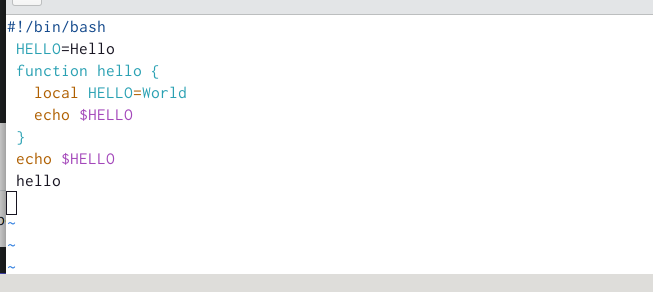 #!/bin/bash
HELLO=Hello
function hello {
local HELLO=World
echo $HELLO
}
echo $HELLO
hello
~
~
~